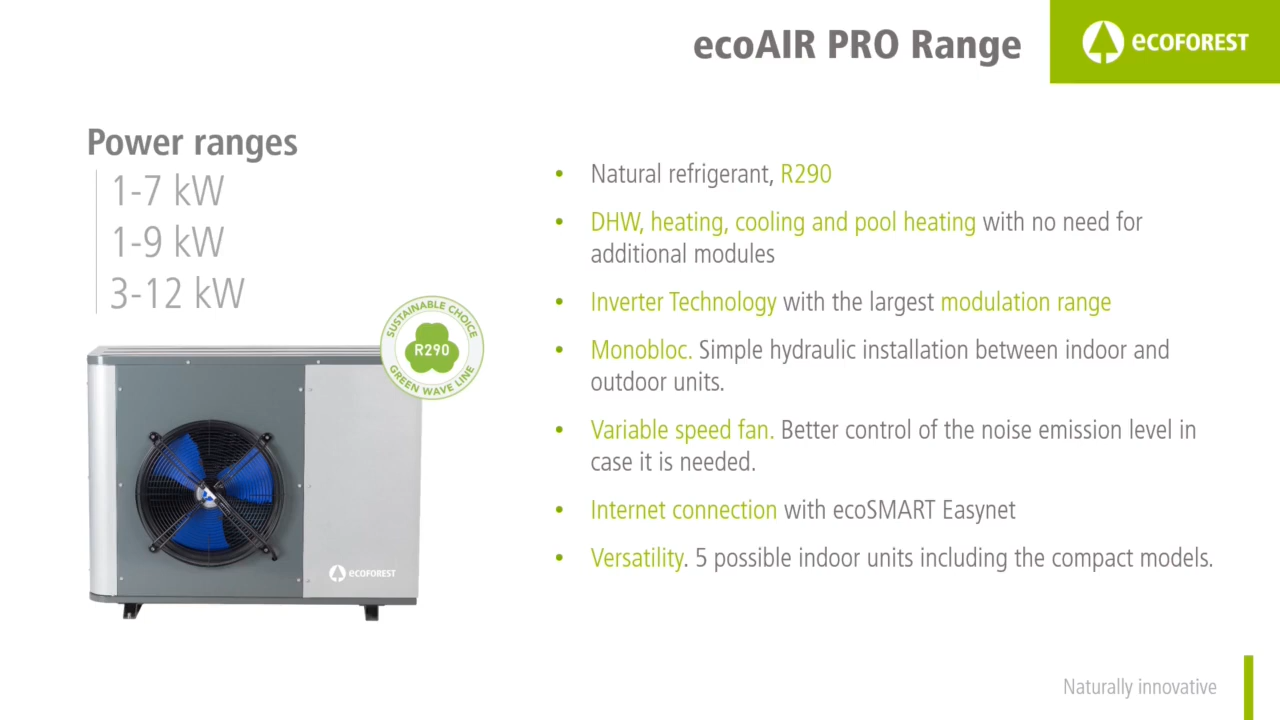 ecoAIR PRO Range
ecoFOREST
Power ranges
1-7 kW
1-9 kW
3-12 kW
SUSTAINABLE CHOICE
R290
GREEN WAVE LINE
ecoFOREST
• Natural refrigerant, R290
• DHW, heating, cooling and pool heating with no need for
additional modules
• Inverter Technology with the largest modulation range
• Monobloc. Simple hydraulic installation between indoor and
outdoor units.
• Variable speed fan. Better control of the noise emission level in
case it is needed.
• Internet connection with ecoSMART Easynet
• Versatility. 5 possible indoor units including the compact models.
Naturally innovative